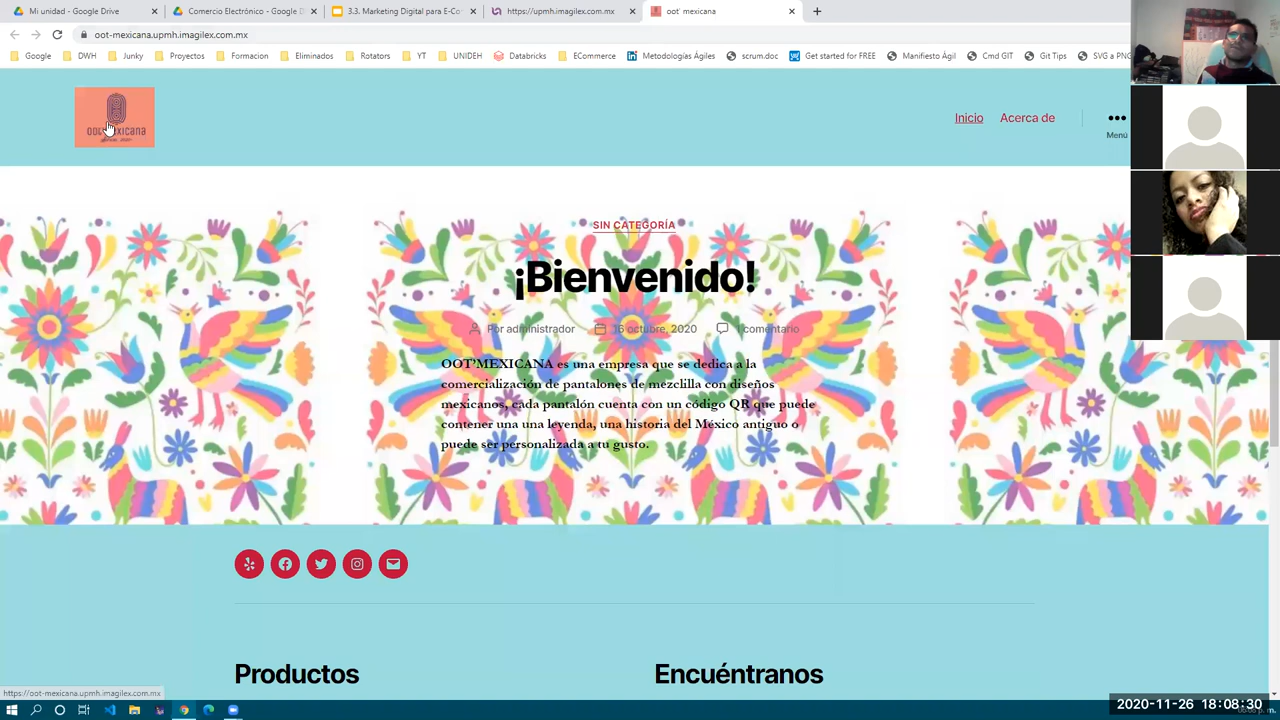 Mi unidad - Google Drive
Comercio Electrónico - Google D
3.3. Marketing Digital para E-Co
https://upmh.imagilex.com.mx
oot' mexicana
oot-mexicana.upmh.imagilex.com.mx
Google
DWH
Junky
Proyectos
Formacion
Eliminados
Rotators
YT
UNIDEH
Databricks
ECommerce
Metodologías Ágiles
scrum.doc
Get started for FREE
Manifiesto Ágil
Cmd GIT
Git Tips
SVG a PNG
Inicio
Acerca de
Menú
SIN CATEGORÍA
¡Bienvenido!
Por administrador
16 octubre, 2020
1 comentario
OOT'MEXICANA es una empresa que se dedica a la
comercialización de pantalones de mezclilla con diseños
mexicanos, cada pantalón cuenta con un código QR que puede
contener una una leyenda, una historia del México antiguo o
puede ser personalizada a tu gusto.
Productos
Encuéntranos
https://oot-mexicana.upmh.imagilex.com.mx
2020-11-26 18:08:30